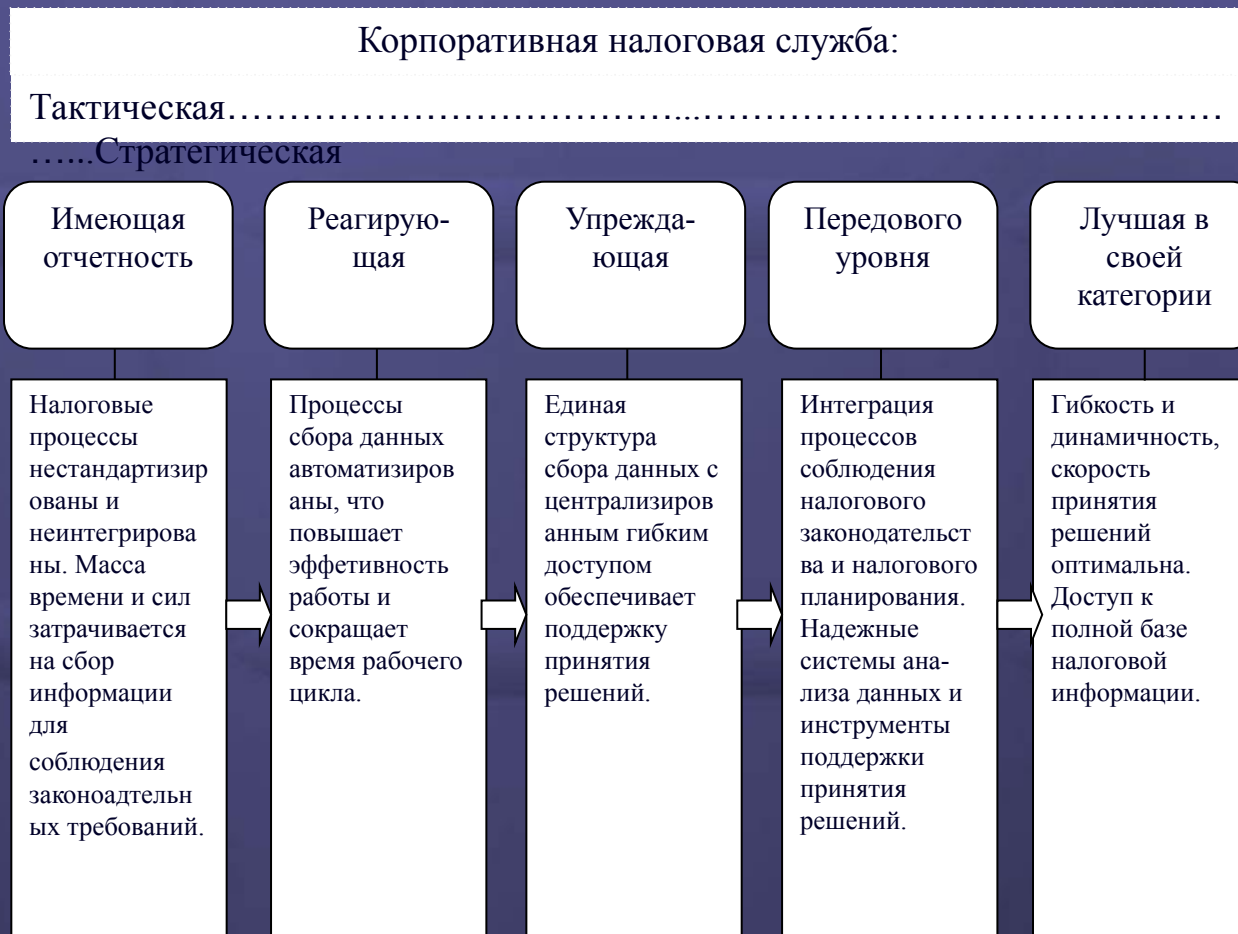 Корпоративная налоговая служба:
Тактическая…………………………………...……………………………………
…...Стратегическая
Имеющая
отчетность
Реагирую-
щая
Упрежда-
ющая
Передового
уровня
Лучшая в
своей
категории
Налоговые
процессы
нестандартизир
ованы и
неинтегрирова
ны. Масса
времени и сил
затрачивается
на сбор
информации
для
соблюдения
законоадтельн
ых требований.
Процессы
сбора данных
автоматизиров
аны, что
повышает
эффетивность
работы и
сокращает
время рабочего
цикла.
Единая
структура
сбора данных с
централизиров
анным гибким
доступом
обеспечивает
поддержку
принятия
решений.
Интеграция
процессов
соблюдения
налогового
законодательст
ва и налогового
планирования.
Надежные
системы ана-
лиза данных и
инструменты
поддержки
принятия
решений.
Гибкость и
динамичность,
скорость
принятия
решений
оптимальна.
Доступ к
полной базе
налоговой
информации.